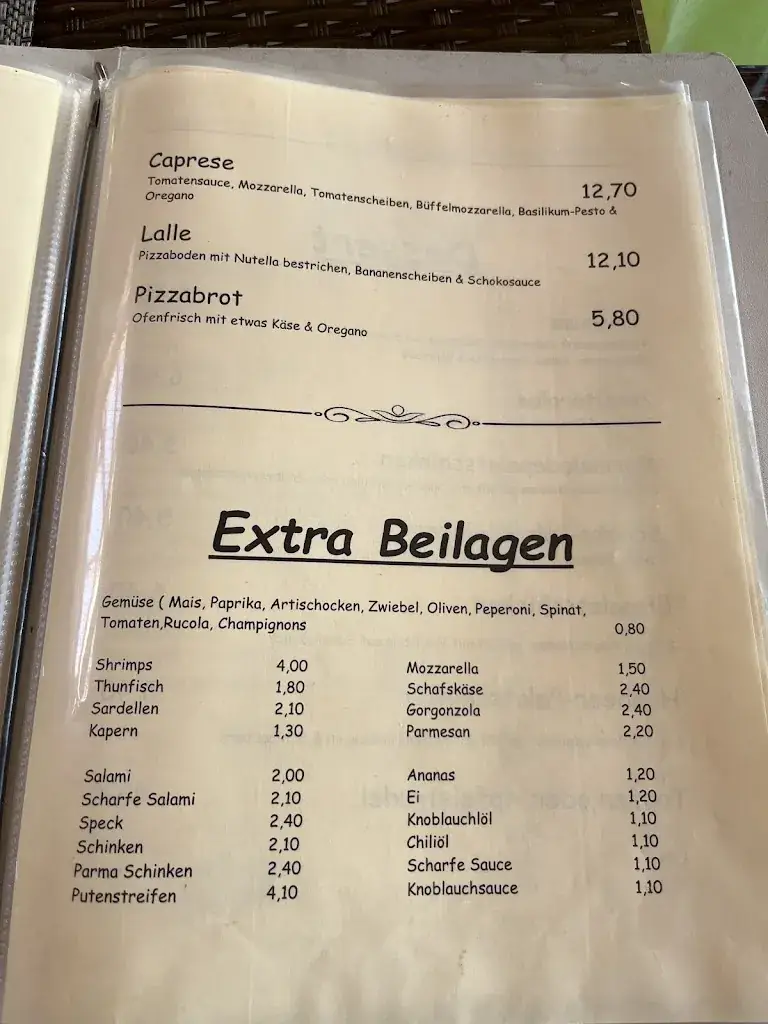 Caprese 12,70
Tomatensauce, Mozzarella, Tomatenscheiben, Büffelmozzarella, Basilikum-Pesto &
Oregano
Lalle 12,10
Pizzaboden mit Nutella bestrichen, Bananenscheiben & Schokosauce
Pizzabrot 5,80
Ofenfrisch mit etwas Käse & Oregano
Extra Beilagen
Gemüse ( Mais, Paprika, Artischocken, Zwiebel, Oliven, Peperoni, Spinat,
Tomaten,Rucola, Champignons 0,80
Shrimps 4,00 Mozzarella 1,50
Thunfisch 1,80 Schafskäse 2,40
Sardellen 2,10 Gorgonzola 2,40
Kapern 1,30 Parmesan 2,20
Salami 2,00 Ananas 1,20
Scharfe Salami 2,10 Ei 1,20
Speck 2,40 Knoblauchlöl 1,10
Schinken 2,10 Chiliöl 1,10
Parma Schinken 2,40 Scharfe Sauce 1,10
Putenstreifen 4,10 Knoblauchsauce 1,10